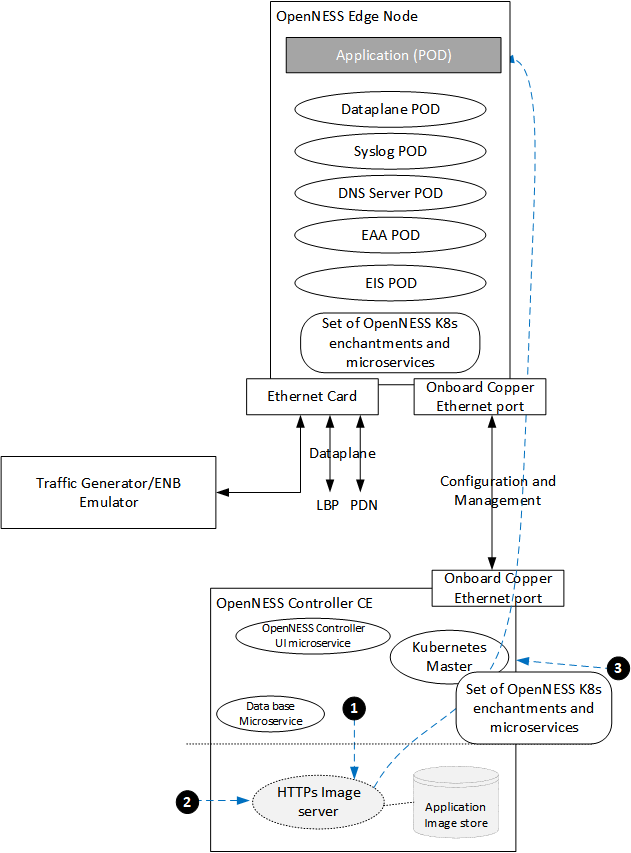 OpenNESS Edge Node
Application (POD)
Dataplane POD
Syslog POD
DNS Server POD
EAA POD
EIS POD
Set of OpenNESS K8s
enchantments and
microservices
Ethernet Card
Onboard Copper
Ethernet port
Dataplane
Traffic Generator/ENB
Emulator
LBP
PDN
Configuration and
Management
Onboard Copper
Ethernet port
OpenNESS Controller CE
OpenNESS Controller
UI microservice
Kubernetes
Master
3
Set of OpenNESS K8s
enchantments and
microservices
Data base
Microservice
1
2
HTTPs Image
server
Application
Image store